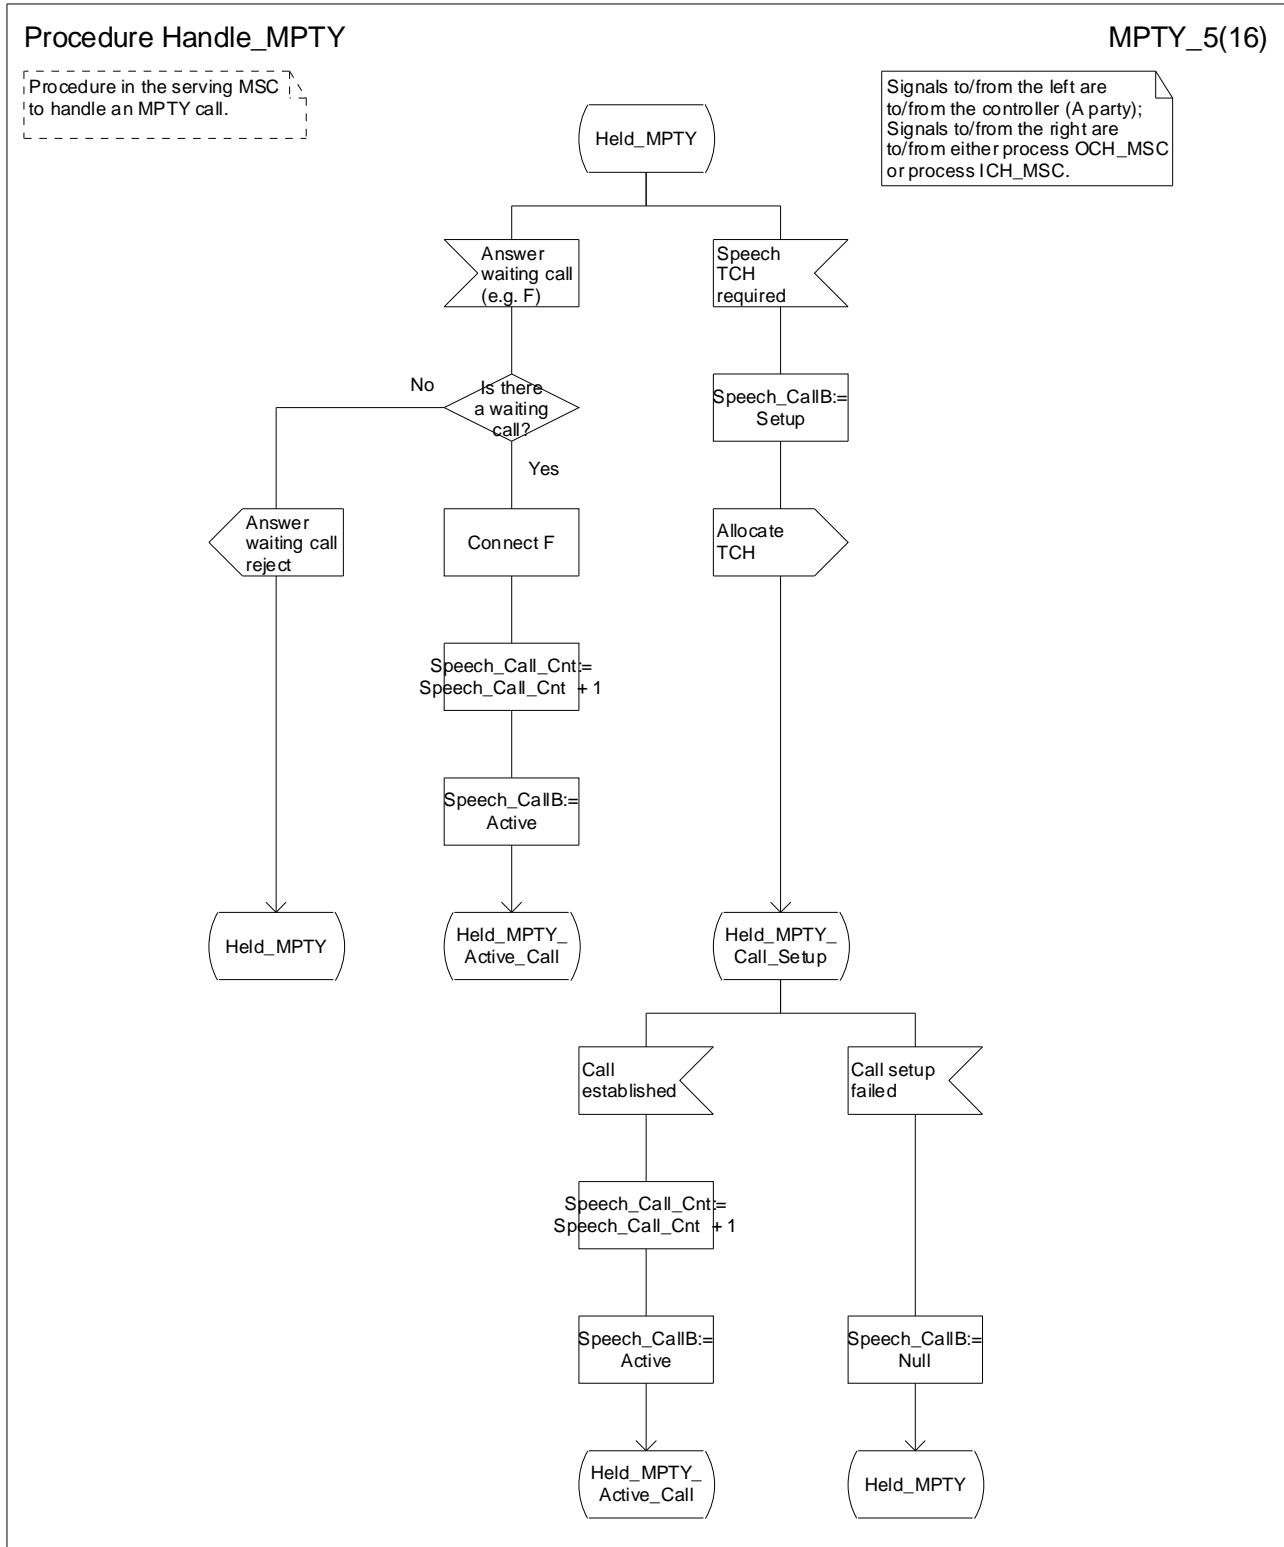 Procedure Handle_MPTY
MPTY_5(16)
Procedure in the serving MSC
to handle an MPTY call.
Signals to/from the left are
to/from the controller (A party);
Signals to/from the right are
to/from either process OCH_MSC
or process ICH_MSC.
Held_MPTY
Answer
waiting call
(e.g. F)
Speech
TCH
required
No
Is there
a waiting
call?
Speech_CallB:=
Setup
Yes
Answer
waiting call
reject
Connect F
Allocate
TCH
Speech_Call_Cnt:=
Speech_Call_Cnt + 1
Speech_CallB:=
Active
Held_MPTY
Held_MPTY_
Active_Call
Held_MPTY_
Call_Setup
Call
established
Call setup
failed
Speech_Call_Cnt:=
Speech_Call_Cnt + 1
Speech_CallB:=
Active
Speech_CallB:=
Null
Held_MPTY_
Active_Call
Held_MPTY